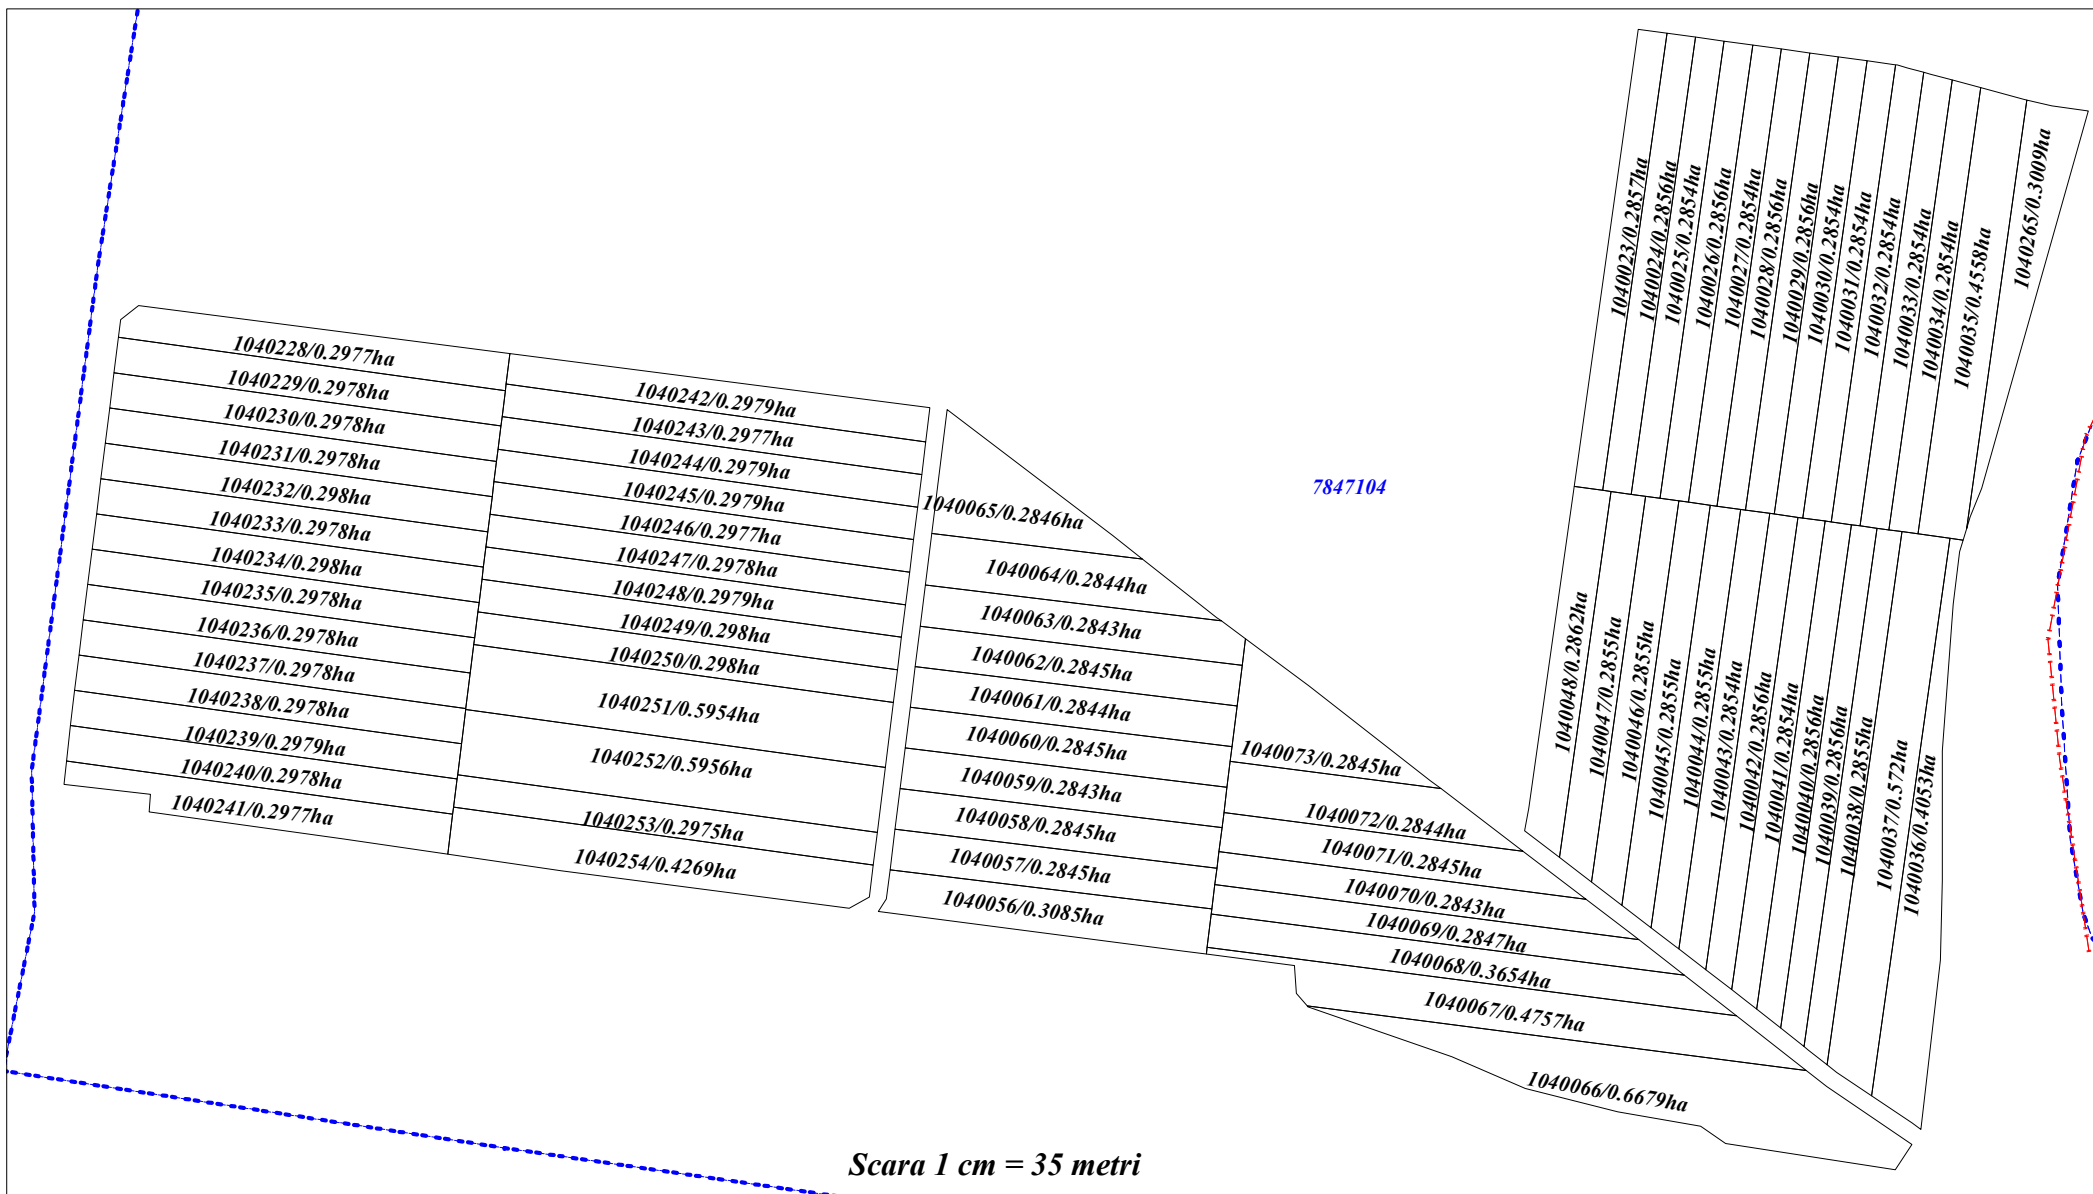 1040228/0.2977ha
1040229/0.2978ha
1040230/0.2978ha
1040231/0.2978ha
1040232/0.298ha
1040233/0.2978ha
1040234/0.298ha
1040235/0.2978ha
1040236/0.2978ha
1040237/0.2978ha
1040238/0.2978ha
1040239/0.2979ha
1040240/0.2978ha
1040241/0.2977ha
1040242/0.2979ha
1040243/0.2977ha
1040244/0.2979ha
1040245/0.2979ha
1040246/0.2977ha
1040247/0.2978ha
1040248/0.2979ha
1040249/0.298ha
1040250/0.298ha
1040251/0.5954ha
1040252/0.5956ha
1040253/0.2975ha
1040254/0.4269ha
1040065/0.2846ha
1040064/0.2844ha
1040063/0.2843ha
1040062/0.2845ha
1040061/0.2844ha
1040060/0.2845ha
1040059/0.2843ha
1040058/0.2845ha
1040057/0.2845ha
1040056/0.3085ha
1040073/0.2845ha
1040072/0.2844ha
1040071/0.2845ha
1040070/0.2843ha
1040069/0.2847ha
1040068/0.3654ha
1040067/0.4757ha
1040066/0.6679ha
7847104
1040023/0.2857ha
1040024/0.2856ha
1040025/0.2854ha
1040026/0.2856ha
1040027/0.2854ha
1040028/0.2856ha
1040029/0.2856ha
1040030/0.2854ha
1040031/0.2854ha
1040032/0.2854ha
1040033/0.2854ha
1040034/0.2854ha
1040035/0.4558ha
1040265/0.3009ha
1040048/0.2862ha
1040047/0.2855ha
1040046/0.2855ha
1040045/0.2855ha
1040044/0.2855ha
1040043/0.2854ha
1040042/0.2856ha
1040041/0.2854ha
1040040/0.2856ha
1040039/0.2856ha
1040038/0.2855ha
1040037/0.572ha
1040036/0.4053ha
Scara 1 cm = 35 metri